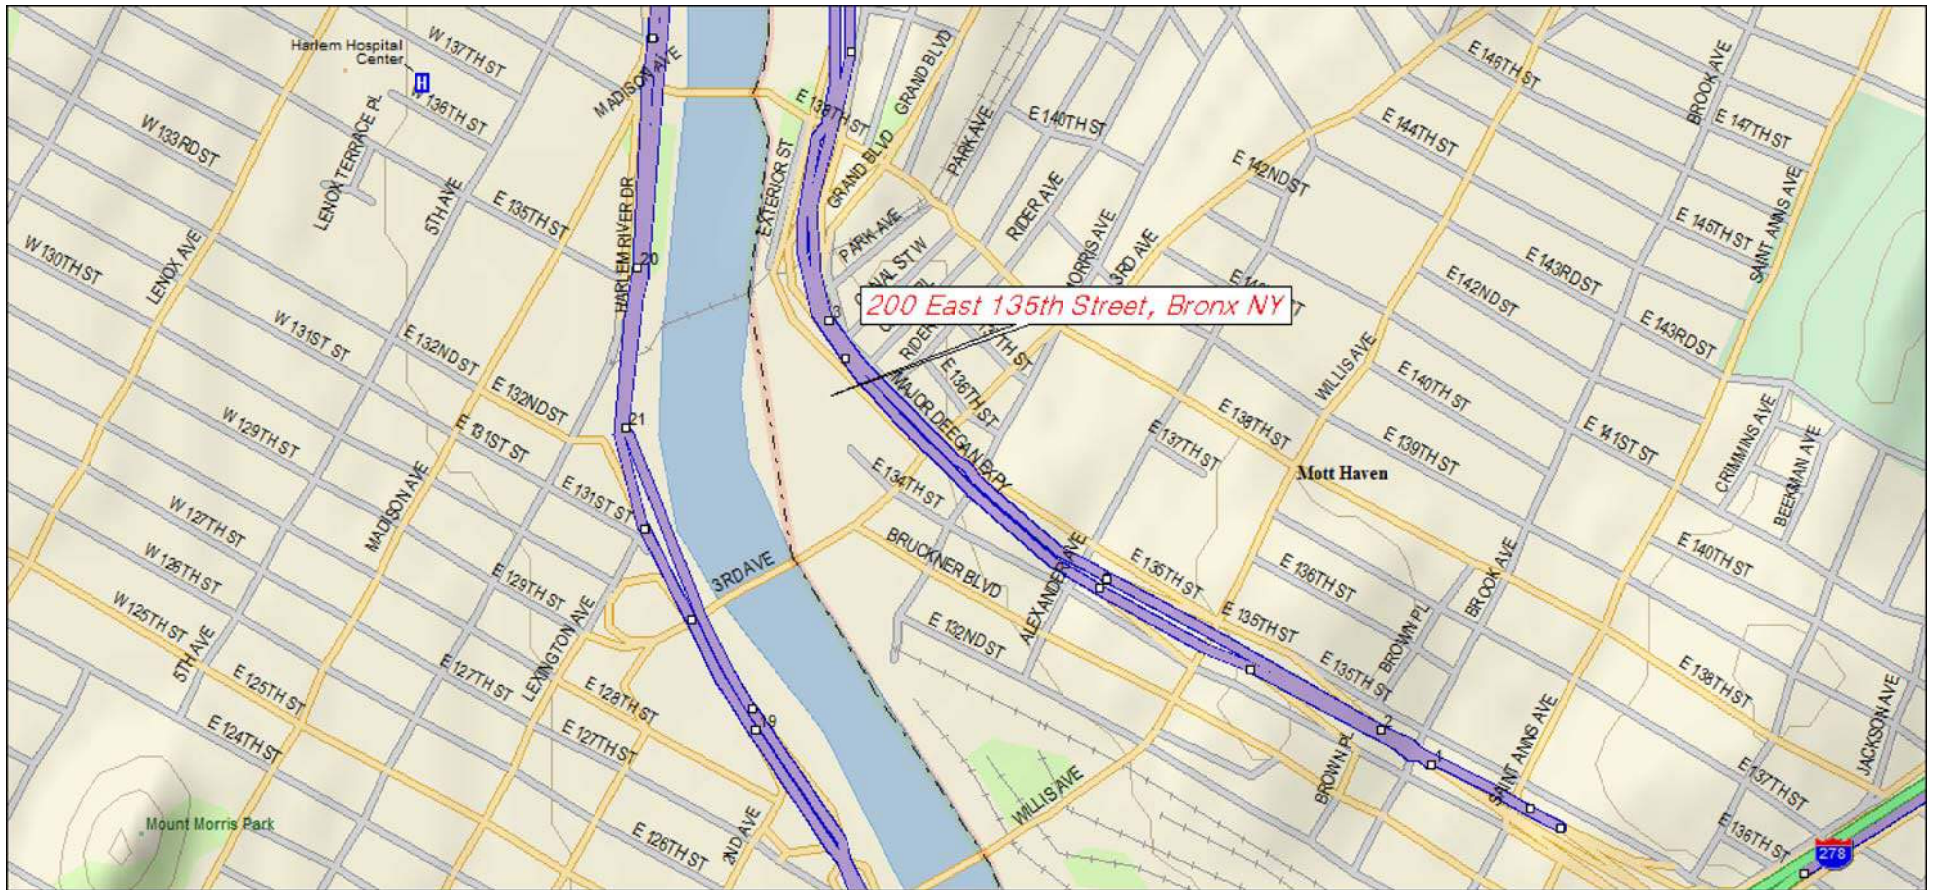 Harlem Hospital
Center
H
W 137TH ST
W 136TH ST
LENOX TERRACE PL
W 133RD ST
MADISON AVE
5TH AVE
E 135TH ST
LENOX AVE
W 130TH ST
HARLEM RIVER DR
20
E 138TH ST
GRAND BLVD
GRAND BLVD
EXTERIOR ST
PARK AVE
PARK AVE
E 140TH ST
RIDER AVE
CANAL ST W
MORRIS AVE
3RD AVE
E 142ND ST
E 146TH ST
E 144TH ST
BROOK AVE
E 147TH ST
E 145TH ST
SAINT ANNS AVE
E 143RD ST
E 142ND ST
E 143RD ST
3
200 East 135th Street, Bronx NY
RIDER
E 136TH ST
W 131ST ST
E 132ND ST
E 132ND ST
21
W 129TH ST
E 131ST ST
E 131ST ST
MADISON AVE
W 127TH ST
W 126TH ST
W 125TH ST
5TH AVE
E 129TH ST
LEXINGTON AVE
E 127TH ST
E 128TH ST
E 127TH ST
E 125TH ST
E 124TH ST
3RD AVE
19
MAJOR DEEGAN EXPY
E 134TH ST
BRUCKNER BLVD
E 132ND ST
ALEXANDER AVE
E 137TH ST
WILLIS AVE
E 138TH ST
Mott Haven
E 140TH ST
E 139TH ST
E 141ST ST
CRIMMINS AVE
BEEKMAN AVE
E 140TH ST
E 135TH ST
E 136TH ST
E 135TH ST
BROOK AVE
BROWN PL
E 135TH ST
2
4
BROWN PL
SAINT ANNS AVE
E 138TH ST
JACKSON AVE
E 137TH ST
E 136TH ST
278
WILLIS AVE
2ND AVE
E 126TH ST
Mount Morris Park